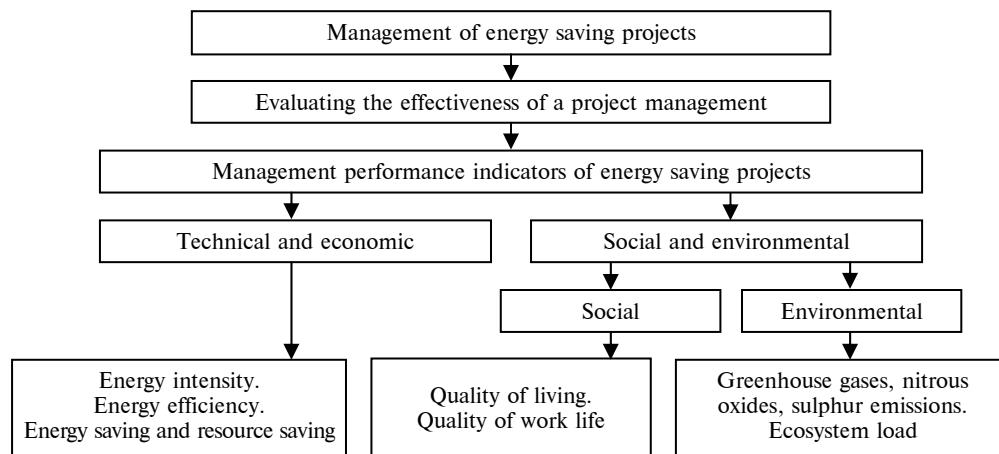 Management of energy saving projects
Evaluating the effectiveness of a project management
Management performance indicators of energy saving projects
Technical and economic
Social and environmental
Social
Environmental
Energy intensity.
Energy efficiency.
Energy saving and resource saving
Quality of living.
Quality of work life
Greenhouse gases, nitrous
oxides, sulphur emissions.
Ecosystem load